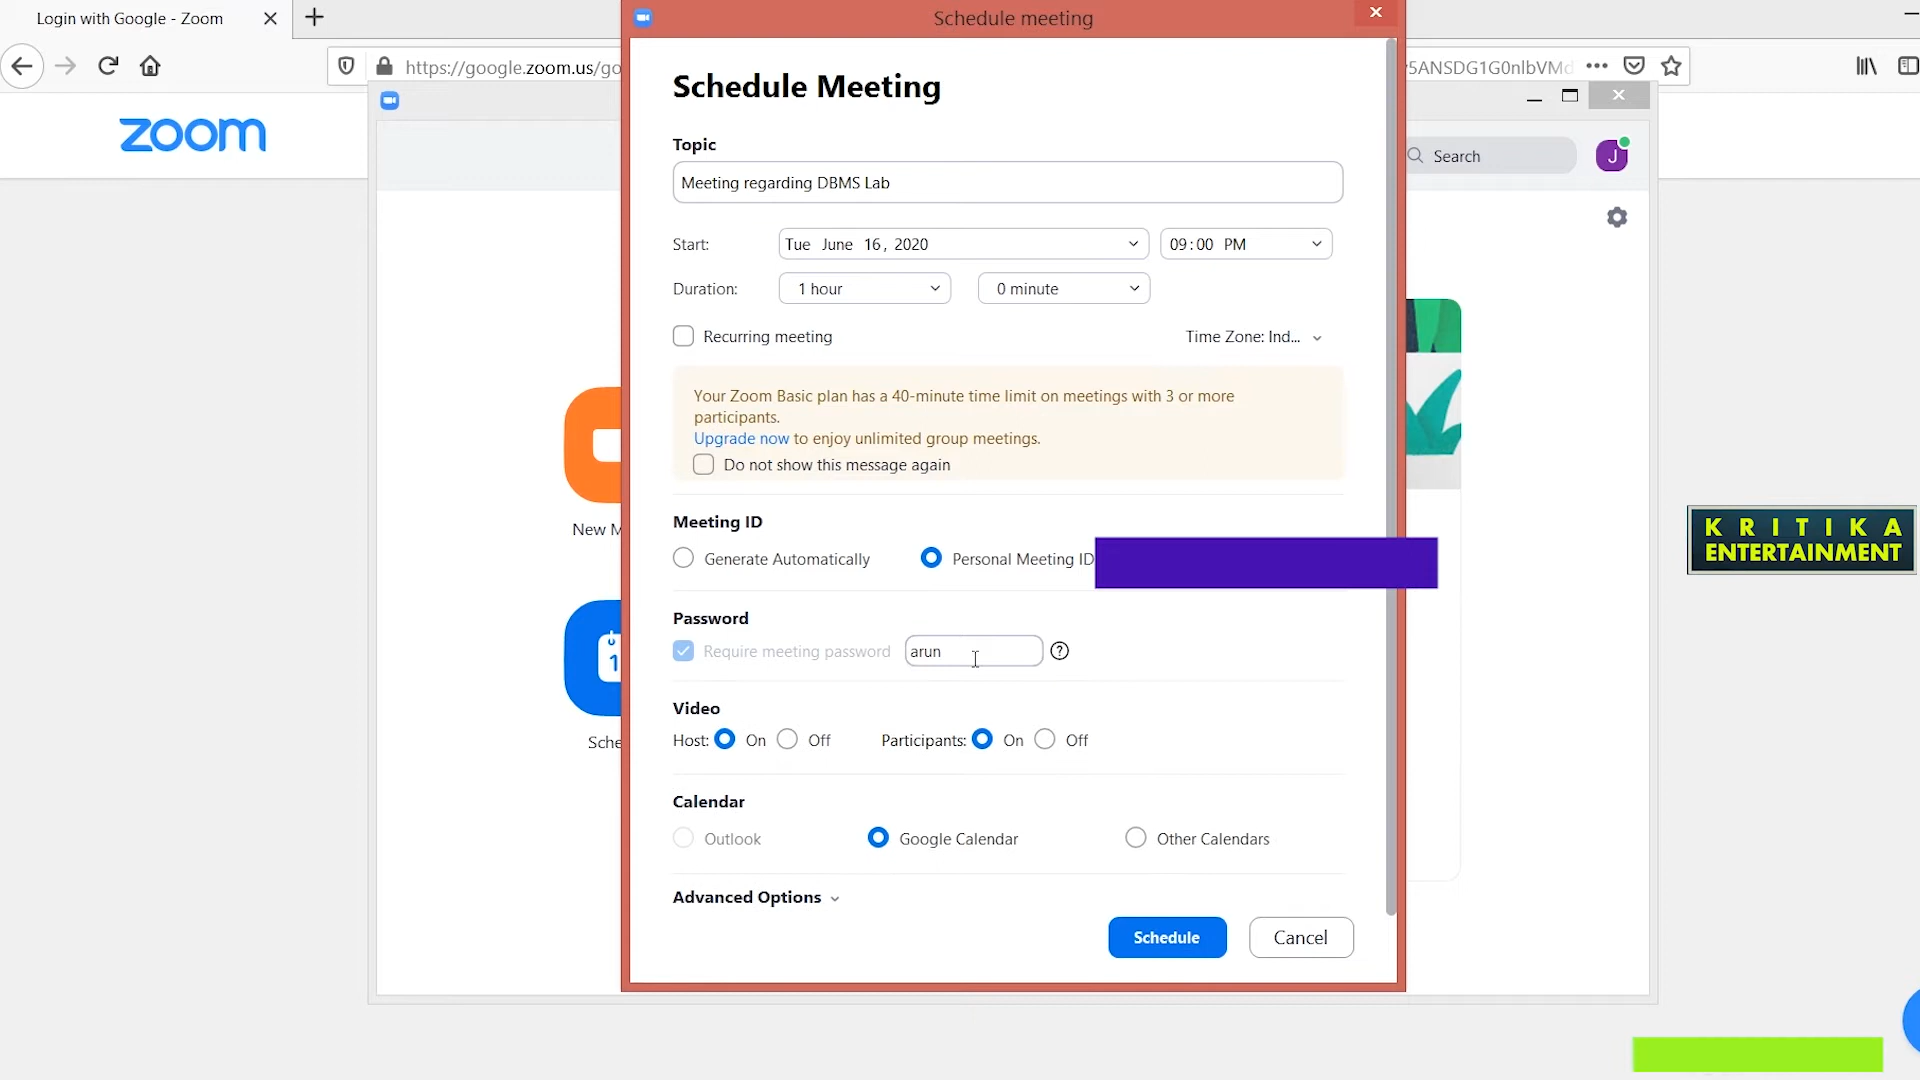 Login with Google - Zoom
https://google.zoom.us/go
5ANSDG1G0nlbVMd
Schedule meeting
zoom
Search
J
Schedule Meeting
Topic
Meeting regarding DBMS Lab
Start:
Tue June 16, 2020
09:00 PM
Duration:
1 hour
0 minute
Recurring meeting
Time Zone: Ind...
Your Zoom Basic plan has a 40-minute time limit on meetings with 3 or more
participants.
Upgrade now to enjoy unlimited group meetings.
Do not show this message again
New M
Meeting ID
Generate Automatically
Personal Meeting ID
KRITIKA
ENTERTAINMENT
Password
Require meeting password
arun
1
Sche
Video
Host:
On
Off
Participants:
On
Off
Calendar
Outlook
Google Calendar
Other Calendars
Advanced Options
Schedule
Cancel